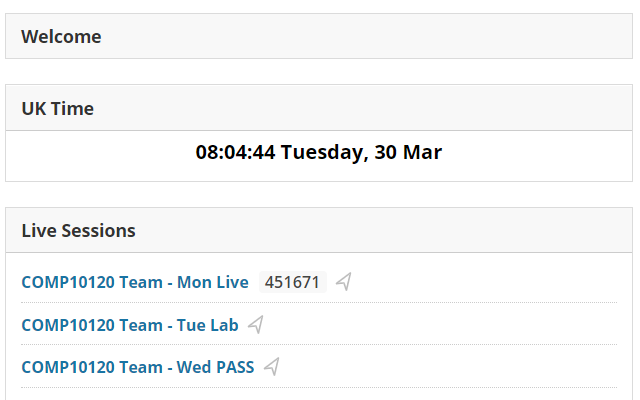 Welcome
UK Time
08:04:44 Tuesday, 30 Mar
Live Sessions
COMP10120 Team - Mon Live 451671
COMP10120 Team - Tue Lab
COMP10120 Team - Wed PASS